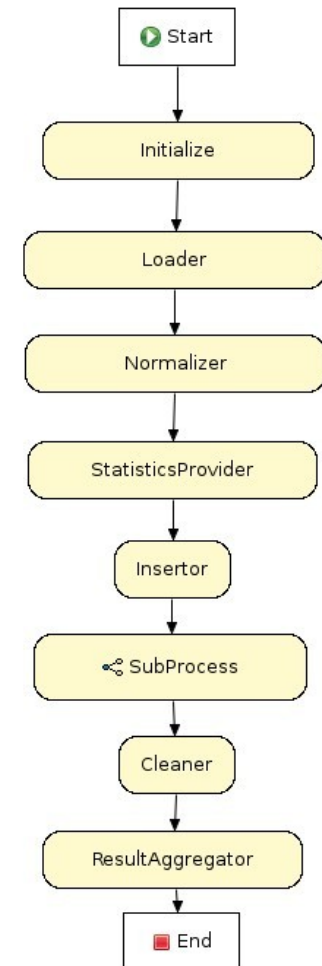 Start
Initialize
Loader
Normalizer
StatisticsProvider
Insertor
SubProcess
Cleaner
ResultAggregator
End